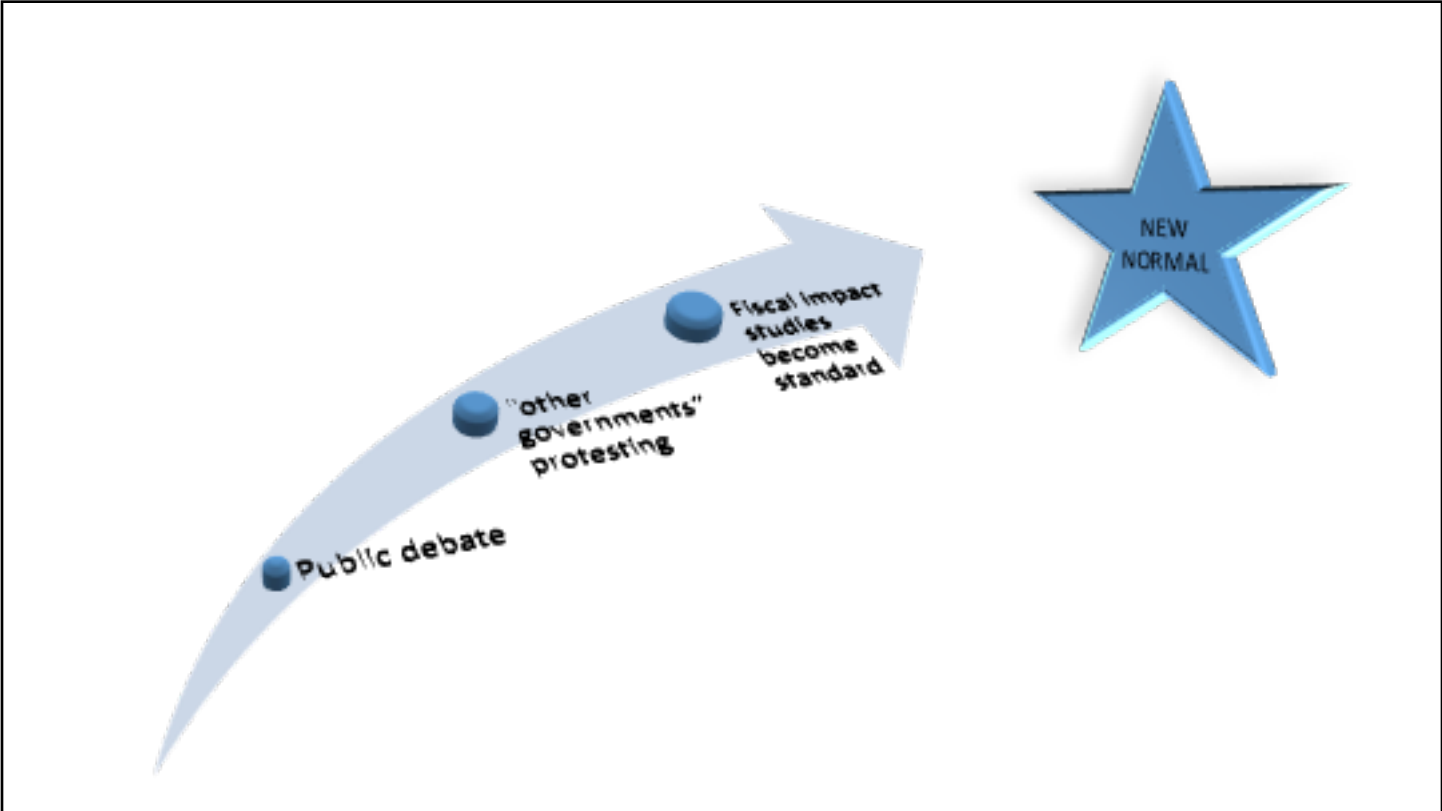 NEW
NORMAL
Fiscal impact
studies
become
standard
"other
governments"
protesting
Public debate